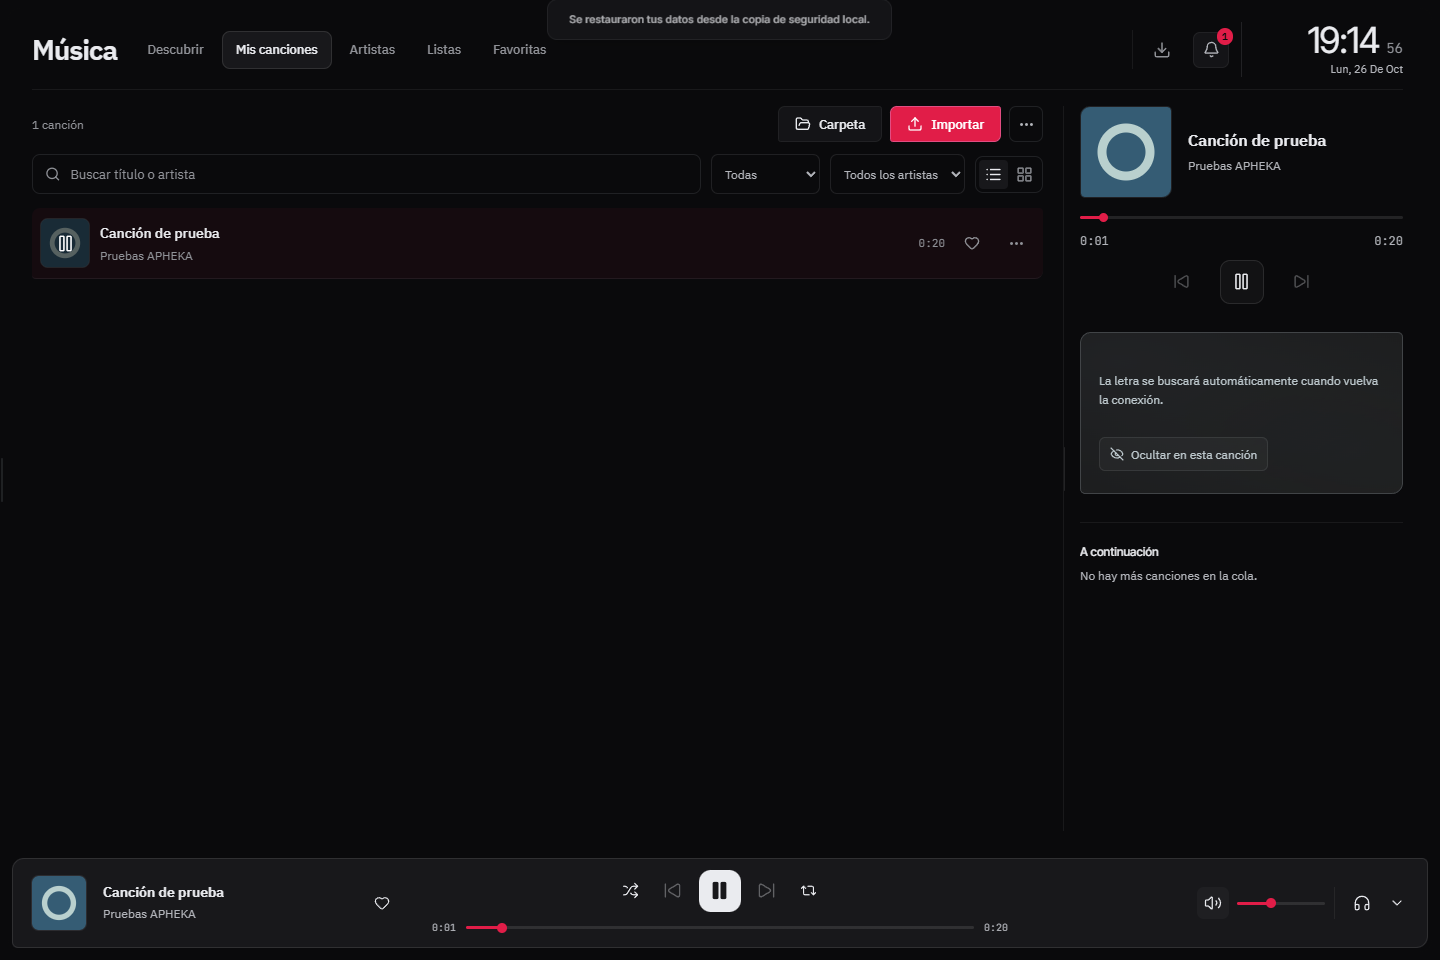 Se restauraron tus datos desde la copia de seguridad local.
Música
Descubrir
Mis canciones
Artistas
Listas
Favoritas
1
19:14 56
Lun, 26 De Oct
1 canción
Carpeta
Importar
Buscar título o artista
Todas
Todos los artistas
Canción de prueba
Pruebas APHEKA
0:20
Canción de prueba
Pruebas APHEKA
0:01
0:20
La letra se buscará automáticamente cuando vuelva
la conexión.
Ocultar en esta canción
A continuación
No hay más canciones en la cola.
Canción de prueba
Pruebas APHEKA
0:01
0:20